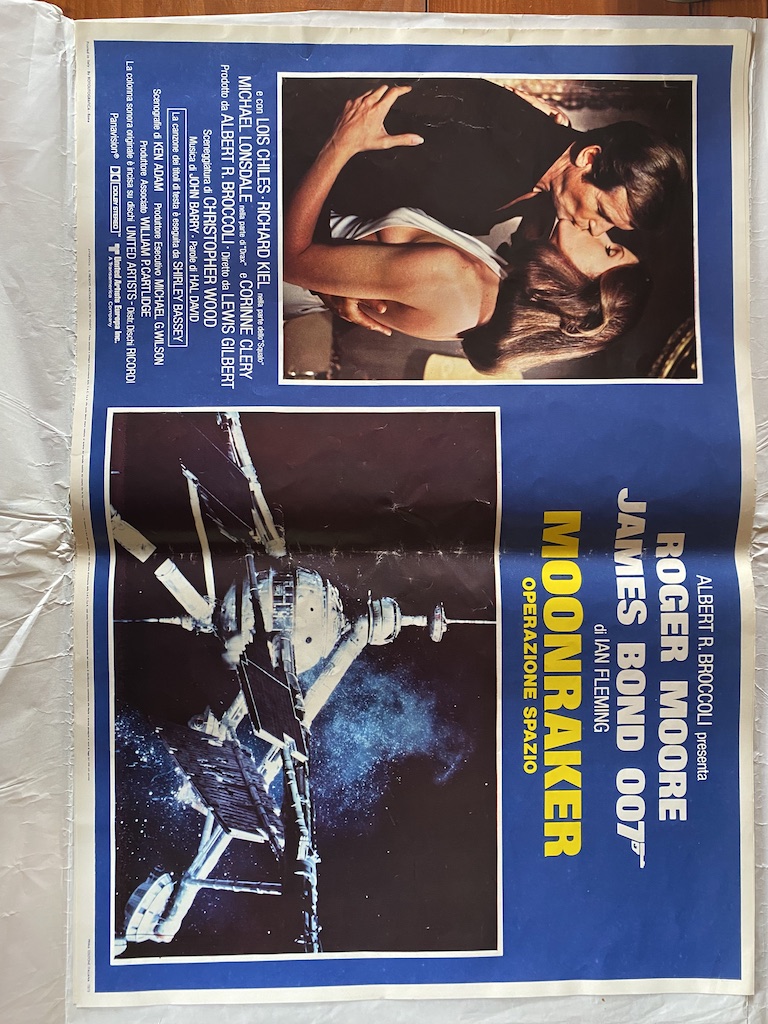 ALBERT R. BROCCOLI presenta
ROGER MOORE
JAMES BOND 007
di IAN FLEMING
MOONRAKER
OPERAZIONE SPAZIO
e con LOIS CHILES · RICHARD KIEL nella parte dello "Squalo"
MICHAEL LONSDALE nella parte di "Drax" e CORINNE CLERY
Prodotto da ALBERT R. BROCCOLI · Diretto da LEWIS GILBERT
Sceneggiatura di CHRISTOPHER WOOD
Musica di JOHN BARRY · Parole di HAL DAVID
La canzone dei titoli di testa è eseguita da SHIRLEY BASSEY
Scenografie di KEN ADAM Produttore Esecutivo MICHAEL G. WILSON
Produttore Associato WILLIAM P. CARTLIDGE
La colonna sonora originale è incisa su dischi UNITED ARTISTS - Distr. Dischi RICORDI
Panavision® DOLBY STEREO United Artists Europa Inc.
A Transamerica Company